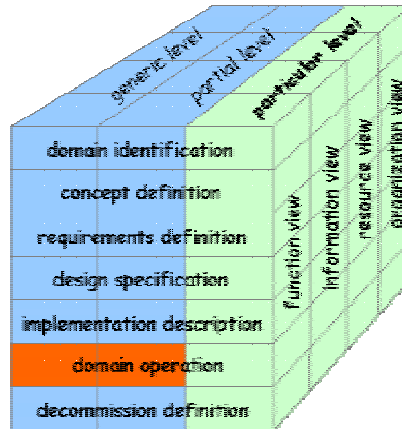 generic level
partial level
particular level
domain identification
concept definition
requirements definition
design specification
implementation description
domain operation
decommission definition
function view
information view
resource view
organization view